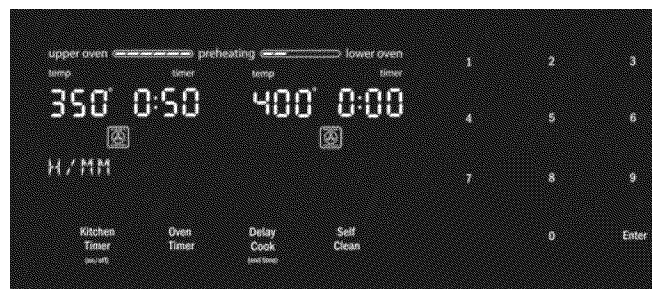 upper oven preheating lower oven
temp timer temp timer
350° 0:50 400° 0:00
H/MM
Kitchen Timer (on/off)
Oven Timer
Delay Cook (end time)
Self Clean
1 2 3
4 5 6
7 8 9
0 Enter